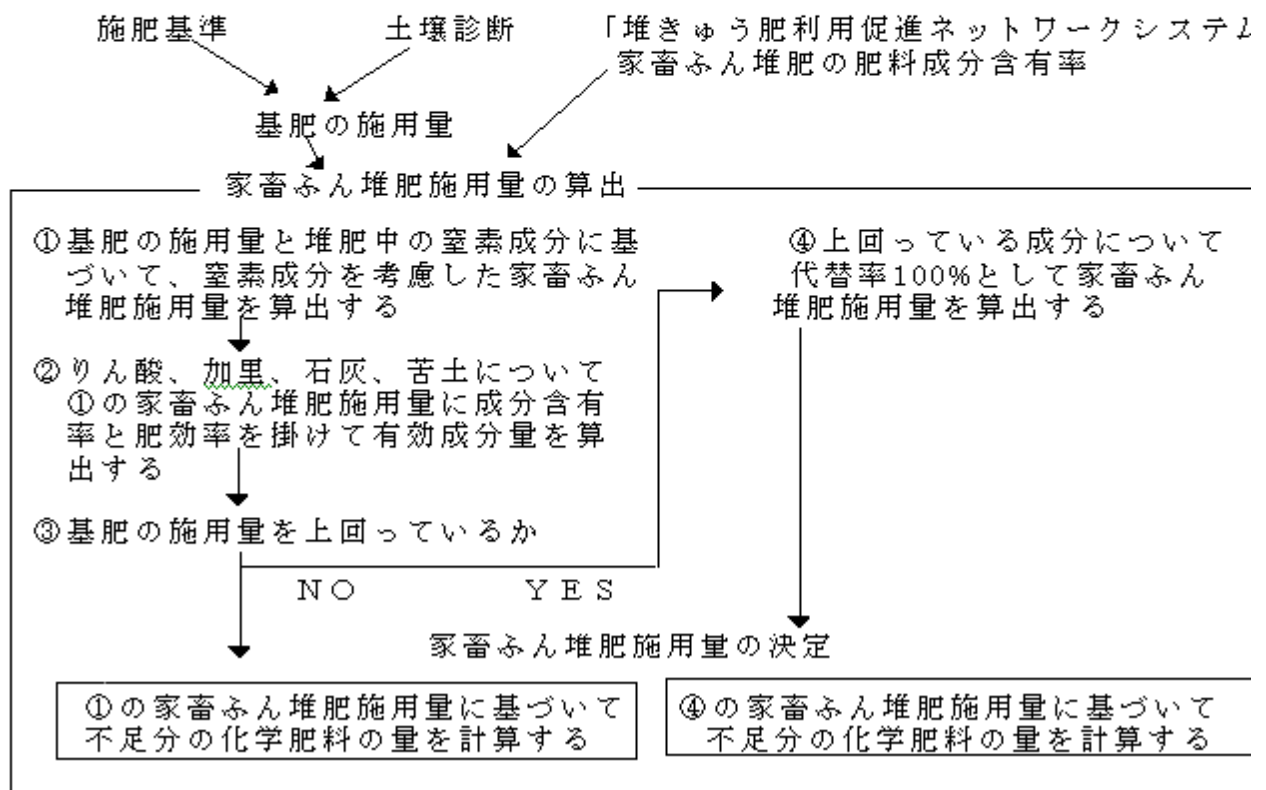 施肥基準
土壌診断
「堆きゅう肥利用促進ネットワークシステム
家畜ふん堆肥の肥料成分含有率
基肥の施用量
家畜ふん堆肥施用量の算出
①基肥の施用量と堆肥中の窒素成分に基
づいて、窒素成分を考慮した家畜ふん
堆肥施用量を算出する
②りん酸、加里、石灰、苦土について
①の家畜ふん堆肥施用量に成分含有
率と肥効率を掛けて有効成分量を算
出する
③基肥の施用量を上回っているか
ＮＯ
ＹＥＳ
④上回っている成分について
代替率100%として家畜ふん
堆肥施用量を算出する
家畜ふん堆肥施用量の決定
①の家畜ふん堆肥施用量に基づいて
不足分の化学肥料の量を計算する
④の家畜ふん堆肥施用量に基づいて
不足分の化学肥料の量を計算する